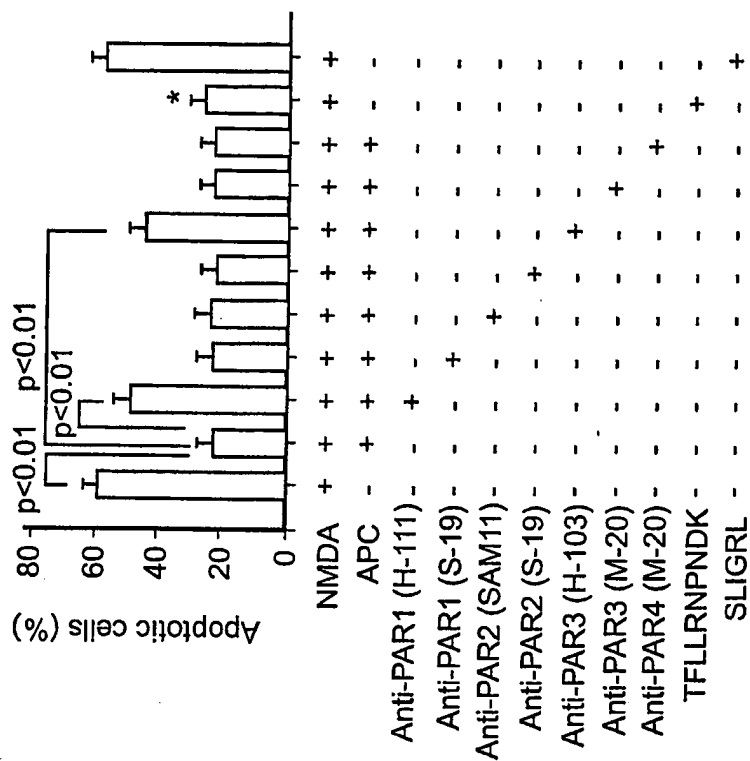 Apoptotic cells (%)
80
60
40
20
0
p<0.01
p<0.01
p<0.01
*
NMDA + + + + + + + + + + +
APC - + + + + + + + + - -
Anti-PAR1 (H-111) - - + - - - - - - - -
Anti-PAR1 (S-19) - - - + - - - - - - -
Anti-PAR2 (SAM11) - - - - + - - - - - -
Anti-PAR2 (S-19) - - - - - + - - - - -
Anti-PAR3 (H-103) - - - - - - + - - - -
Anti-PAR3 (M-20) - - - - - - - + - - -
Anti-PAR4 (M-20) - - - - - - - - + - -
TFLLRNPNDK - - - - - - - - - + -
SLIGRL - - - - - - - - - - +